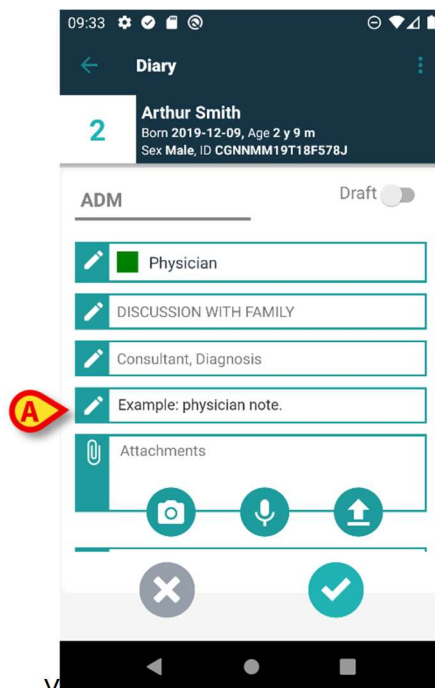 09:33
Diary
2
Arthur Smith
Born 2019-12-09, Age 2 y 9 m
Sex Male, ID CGNNMM19T18F578J
ADM
Draft
Physician
DISCUSSION WITH FAMILY
Consultant, Diagnosis
A
Example: physician note.
Attachments